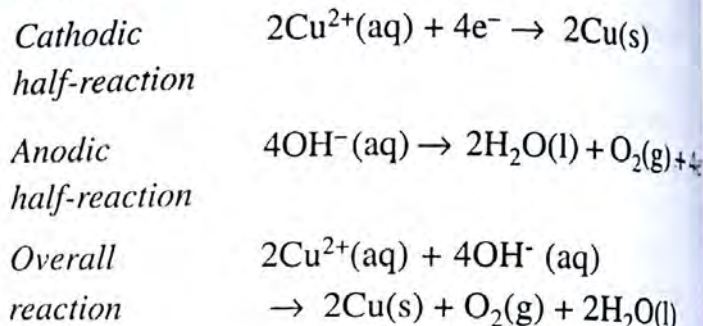 Cathodic 2Cu²⁺(aq) + 4e⁻ → 2Cu(s)
half-reaction
Anodic 4OH⁻(aq) → 2H₂O(l) + O₂(g) +
half-reaction
Overall 2Cu²⁺(aq) + 4OH⁻ (aq)
reaction → 2Cu(s) + O₂(g) + 2H₂O(l)